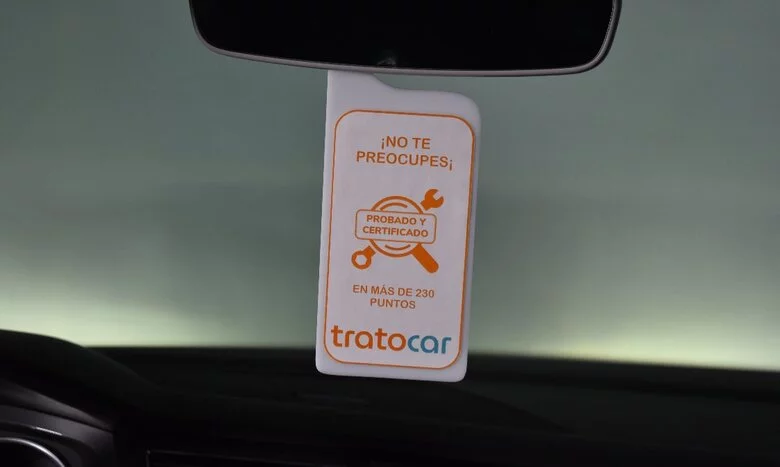 ¡NO TE
PREOCUPES¡
PROBADO Y
CERTIFICADO
EN MÁS DE 230
PUNTOS
tratocar